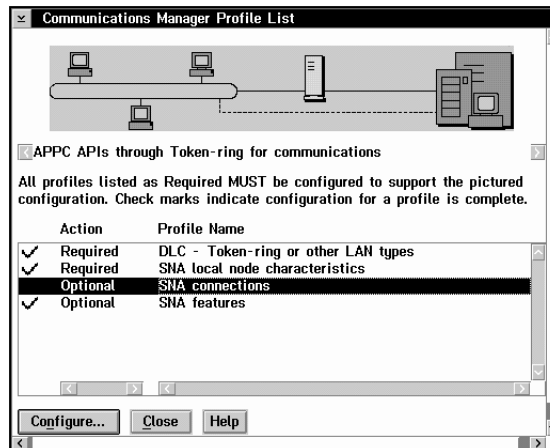 Communications Manager Profile List
APPC APIs through Token-ring for communications
All profiles listed as Required MUST be configured to support the pictured
configuration. Check marks indicate configuration for a profile is complete.
Action Profile Name
Required DLC - Token-ring or other LAN types
Required SNA local node characteristics
Optional SNA connections
Optional SNA features
Configure... Close Help